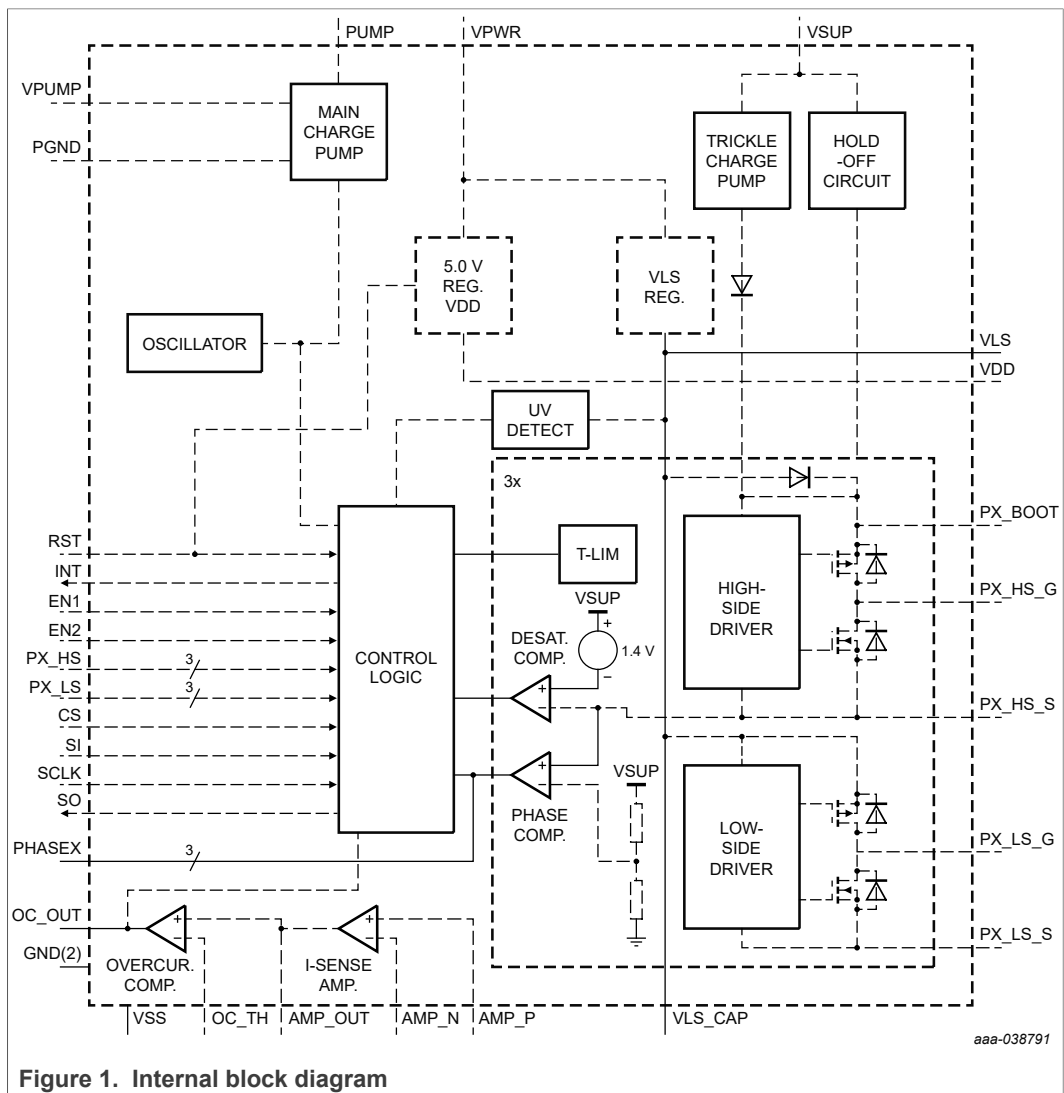 PUMP
VPWR
VSUP
VPUMP
MAIN
CHARGE
PUMP
PGND
TRICKLE
CHARGE
PUMP
HOLD
-OFF
CIRCUIT
5.0 V
REG.
VDD
VLS
REG.
OSCILLATOR
VLS
VDD
UV
DETECT
3x
RST
INT
EN1
EN2
PX_HS
3
PX_LS
3
CS
SI
SCLK
SO
PHASEX
3
CONTROL
LOGIC
T-LIM
VSUP
+
1.4 V
−
DESAT.
COMP.
+
−
HIGH-
SIDE
DRIVER
PX_BOOT
PX_HS_G
PX_HS_S
+
−
PHASE
COMP.
VSUP
LOW-
SIDE
DRIVER
PX_LS_G
PX_LS_S
OC_OUT
GND(2)
+
−
OVERCUR.
COMP.
+
−
I-SENSE
AMP.
VSS
OC_TH
AMP_OUT
AMP_N
AMP_P
VLS_CAP
aaa-038791
Figure 1. Internal block diagram